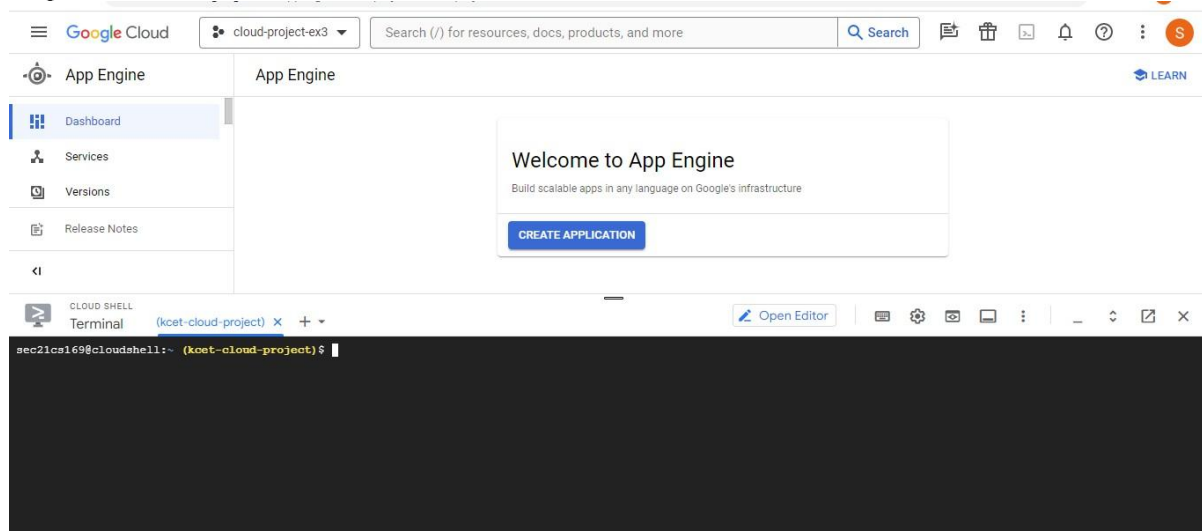 Google Cloud
cloud-project-ex3
Search (/) for resources, docs, products, and more
Search
S
App Engine
App Engine
LEARN
Dashboard
Services
Versions
Release Notes
Welcome to App Engine
Build scalable apps in any language on Google's infrastructure
CREATE APPLICATION
CLOUD SHELL
Terminal
(kcet-cloud-project)
Open Editor
sec21cs169@cloudshell:~ (kcet-cloud-project)$